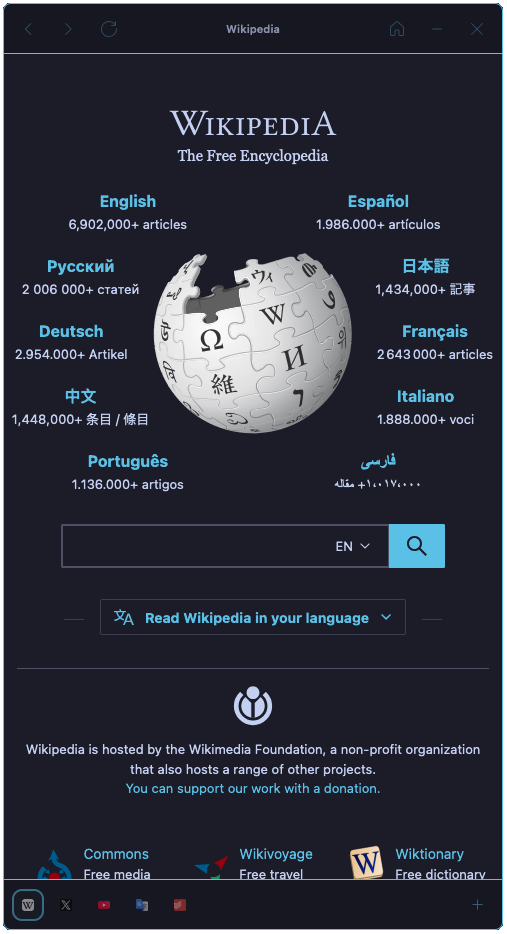 Wikipedia
WIKIPEDIA
The Free Encyclopedia
English
6,902,000+ articles
Español
1.986.000+ artículos
Русский
2 006 000+ статей
日本語
1,434,000+ 記事
Deutsch
2.954.000+ Artikel
Français
2 643 000+ articles
中文
1,448,000+ 条目 / 條目
Italiano
1.888.000+ voci
Português
1.136.000+ artigos
فارسی
۱٬۰۱۷٬۰۰۰+ مقاله
Ω
W
И
維
EN
Read Wikipedia in your language
Wikipedia is hosted by the Wikimedia Foundation, a non-profit organization
that also hosts a range of other projects.
You can support our work with a donation.
Commons
Free media
Wikivoyage
Free travel
W
Wiktionary
Free dictionary